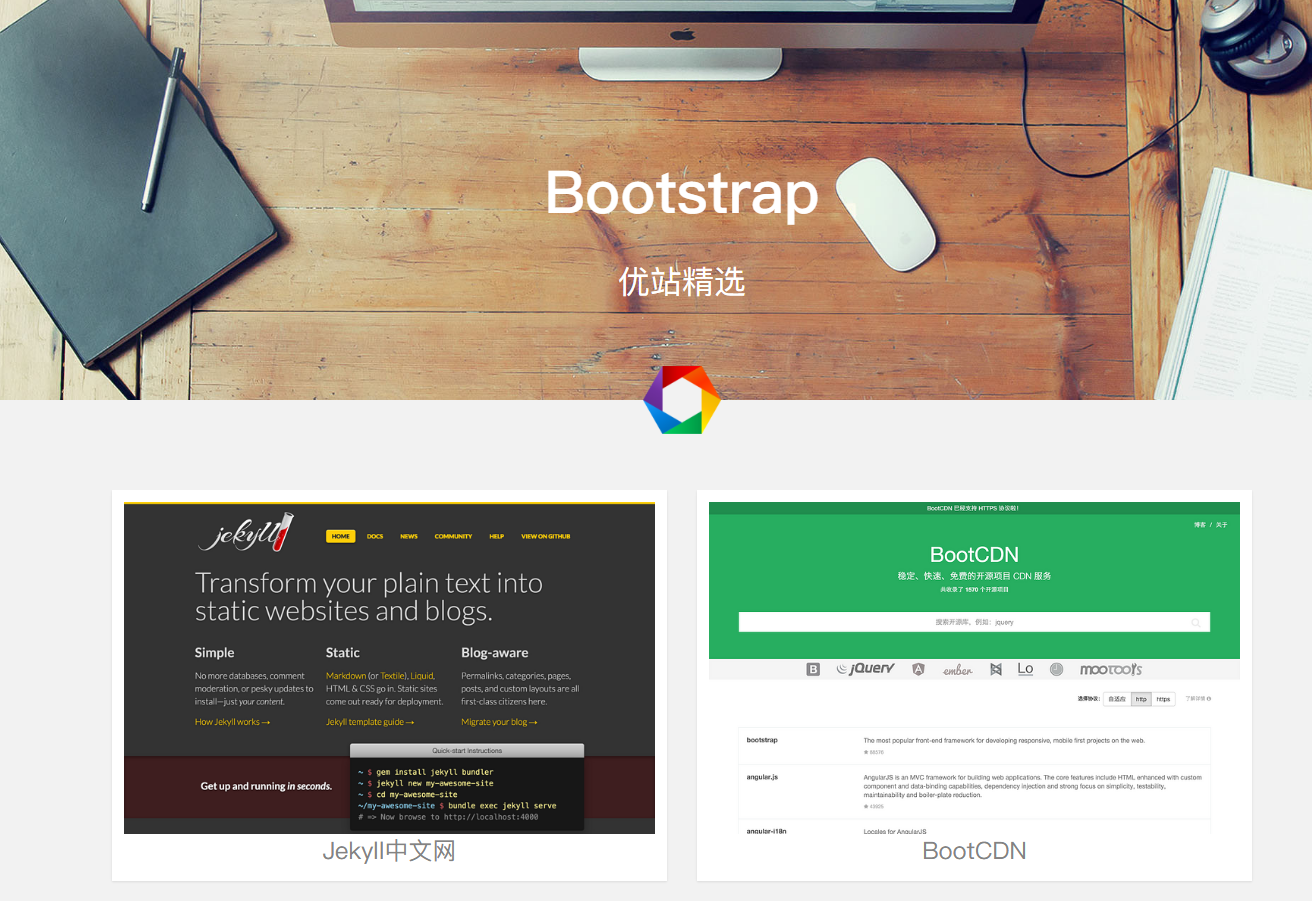 Bootstrap
优站精选
jekyll
HOME DOCS NEWS COMMUNITY HELP VIEW ON GITHUB
Transform your plain text into
static websites and blogs.
Simple
No more databases, comment
moderation, or pesky updates to
install—just your content.
How Jekyll works →
Static
Markdown (or Textile), Liquid,
HTML & CSS go in. Static sites
come out ready for deployment.
Jekyll template guide →
Blog-aware
Permalinks, categories, pages,
posts, and custom layouts are all
first-class citizens here.
Migrate your blog →
Get up and running in seconds.
Quick-start Instructions
~ $ gem install jekyll bundler
~ $ jekyll new my-awesome-site
~ $ cd my-awesome-site
~/my-awesome-site $ bundle exec jekyll serve
# => Now browse to http://localhost:4000
Jekyll中文网
BootCDN 已经支持 HTTPS 协议啦!
博客 / 关于
BootCDN
稳定、快速、免费的开源项目 CDN 服务
共收录了 1870 个开源项目
搜索开源库，例如：jquery
B jQuery A ember Lo mootools
选择协议: 自适应 http https 了解详情
bootstrap
The most popular front-end framework for developing responsive, mobile first projects on the web.
angular.js
AngularJS is an MVC framework for building web applications. The core features include HTML enhanced with custom
component and data-binding capabilities, dependency injection and strong focus on simplicity, testability,
maintainability and boiler-plate reduction.
angular-i18n
Locales for AngularJS
BootCDN